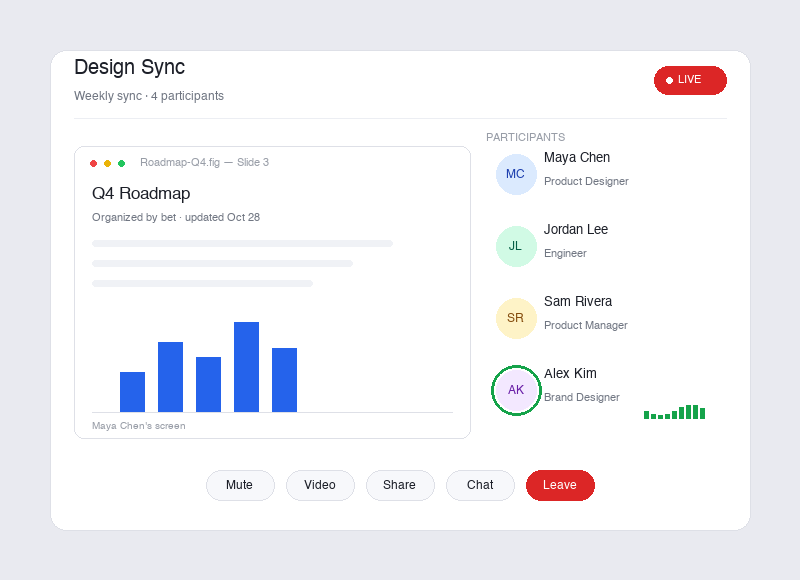 Design Sync
Weekly sync · 4 participants
LIVE
Roadmap-Q4.fig — Slide 3
Q4 Roadmap
Organized by bet · updated Oct 28
Maya Chen's screen
PARTICIPANTS
MC
Maya Chen
Product Designer
JL
Jordan Lee
Engineer
SR
Sam Rivera
Product Manager
AK
Alex Kim
Brand Designer
Mute
Video
Share
Chat
Leave